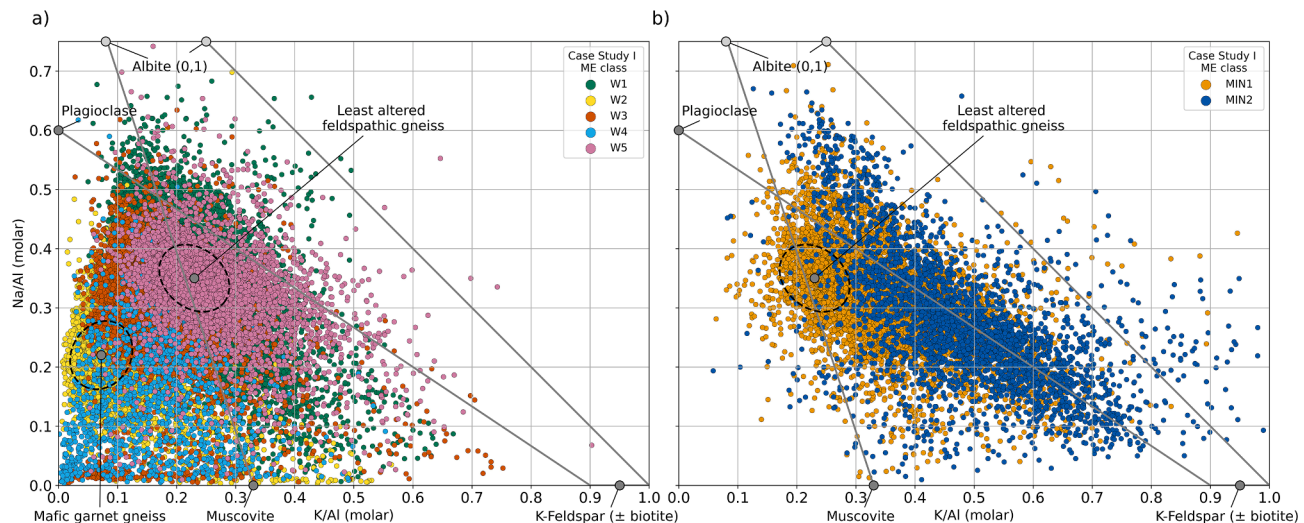 a)
Albite (0,1)
Plagioclase
Least altered
feldspathic gneiss
Case Study I
ME class
W1
W2
W3
W4
W5
Na/Al (molar)
0.7
0.6
0.5
0.4
0.3
0.2
0.1
0.0
0.0
0.1
0.2
0.3
0.4
0.5
0.6
0.7
0.8
0.9
1.0
Mafic garnet gneiss
Muscovite
K/Al (molar)
K-Feldspar (± biotite)
b)
Albite (0,1)
Plagioclase
Least altered
feldspathic gneiss
Case Study I
ME class
MIN1
MIN2
0.0
0.1
0.2
0.3
0.4
0.5
0.6
0.7
0.8
0.9
1.0
Muscovite
K/Al (molar)
K-Feldspar (± biotite)